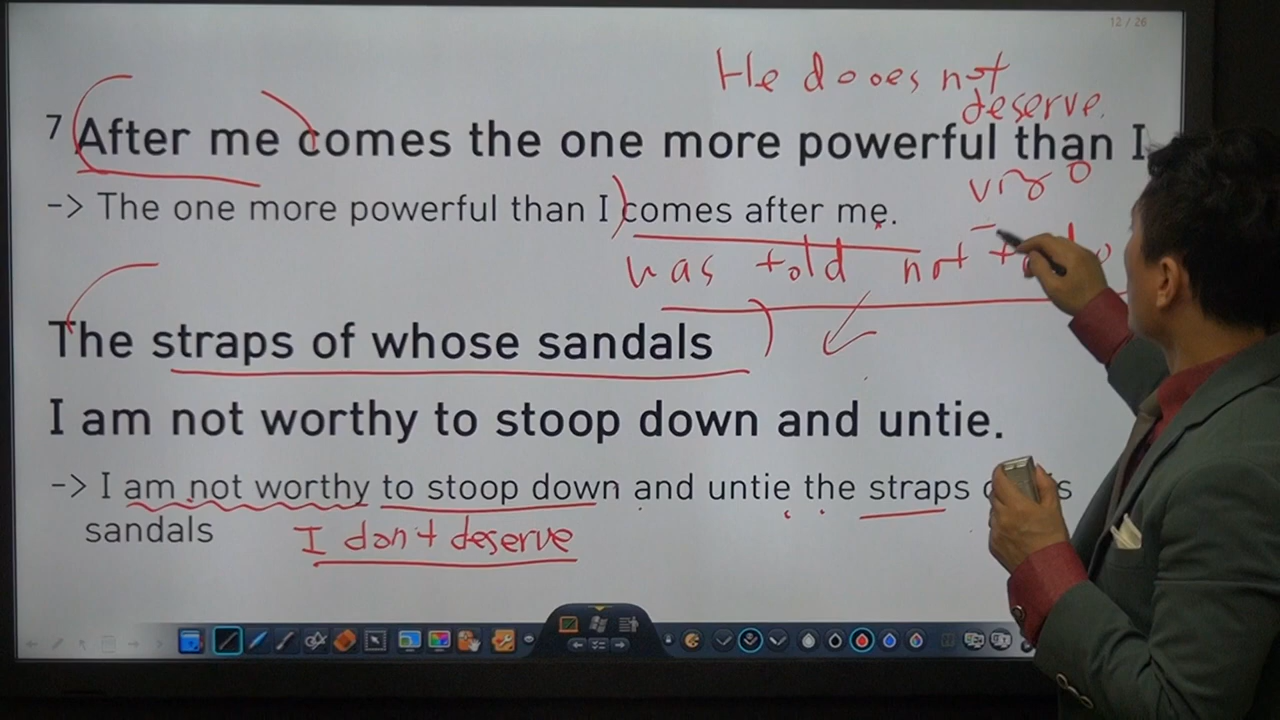 12 / 26
He dooes not
deserve.
7 After me comes the one more powerful than I
-> The one more powerful than I comes after me.
was told not
The straps of whose sandals
I am not worthy to stoop down and untie.
-> I am not worthy to stoop down and untie the straps
sandals
I don't deserve